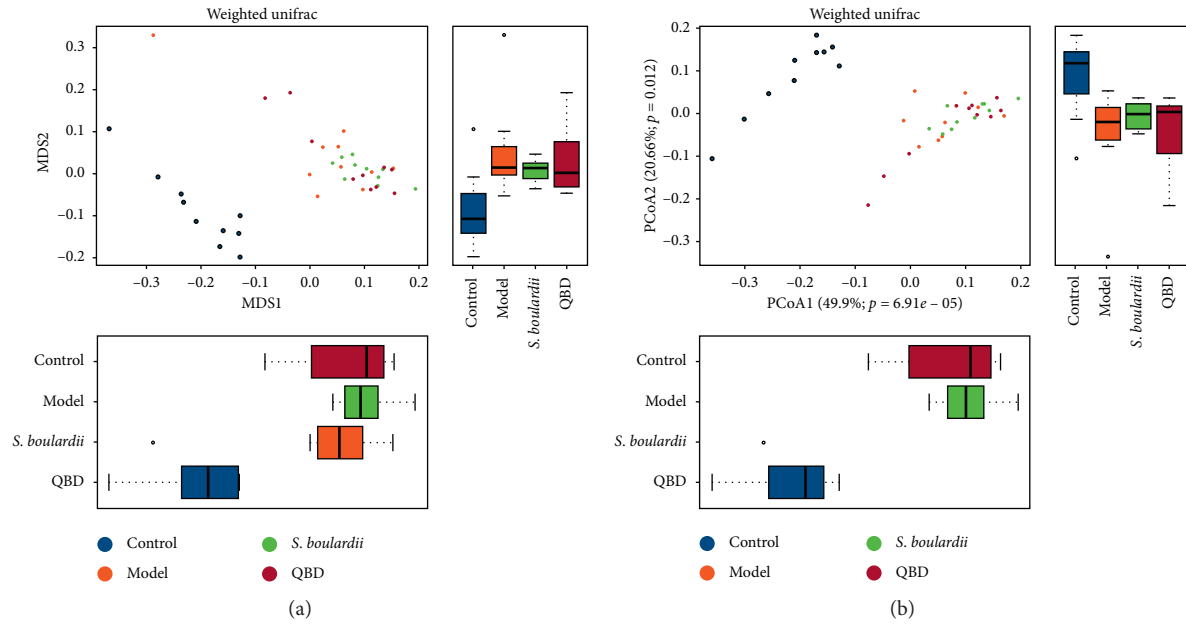 Weighted unifrac
0.3
0.2
0.1
0.0
−0.1
−0.2
MDS2
−0.3
−0.2
−0.1
0.0
0.1
0.2
MDS1
Control
Model
S. boulardii
QBD
Control
Model
S. boulardii
QBD
Control
S. boulardii
Model
QBD
(a)
Weighted unifrac
0.2
0.1
0.0
−0.1
−0.2
−0.3
PCoA2 (20.66%; p = 0.012)
−0.3
−0.2
−0.1
0.0
0.1
0.2
PCoA1 (49.9%; p = 6.91e − 05)
Control
Model
S. boulardii
QBD
Control
Model
S. boulardii
QBD
Control
S. boulardii
Model
QBD
(b)